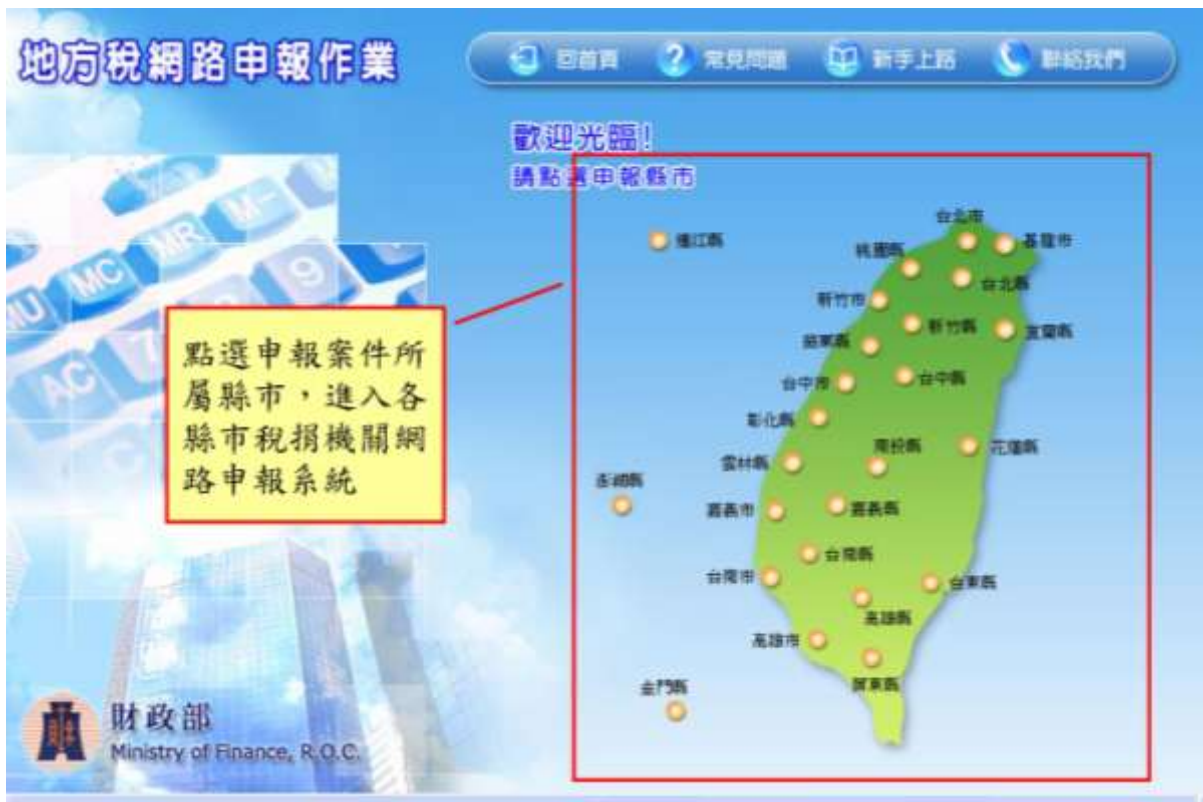 地方稅網路申報作業
回首頁
常見問題
新手上路
聯絡我們
歡迎光臨!
請點選申報縣市
台北市
連江縣
基隆市
桃園縣
台北縣
新竹市
新竹縣
宜蘭縣
苗栗縣
台中市
台中縣
彰化縣
南投縣
花蓮縣
雲林縣
澎湖縣
嘉義市
嘉義縣
台南縣
台南市
台東縣
高雄縣
高雄市
屏東縣
金門縣
點選申報案件所
屬縣市，進入各
縣市稅捐機關網
路申報系統
MU
MC
MR
M-
9
AC
7
C
財政部
Ministry of Finance, R.O.C.